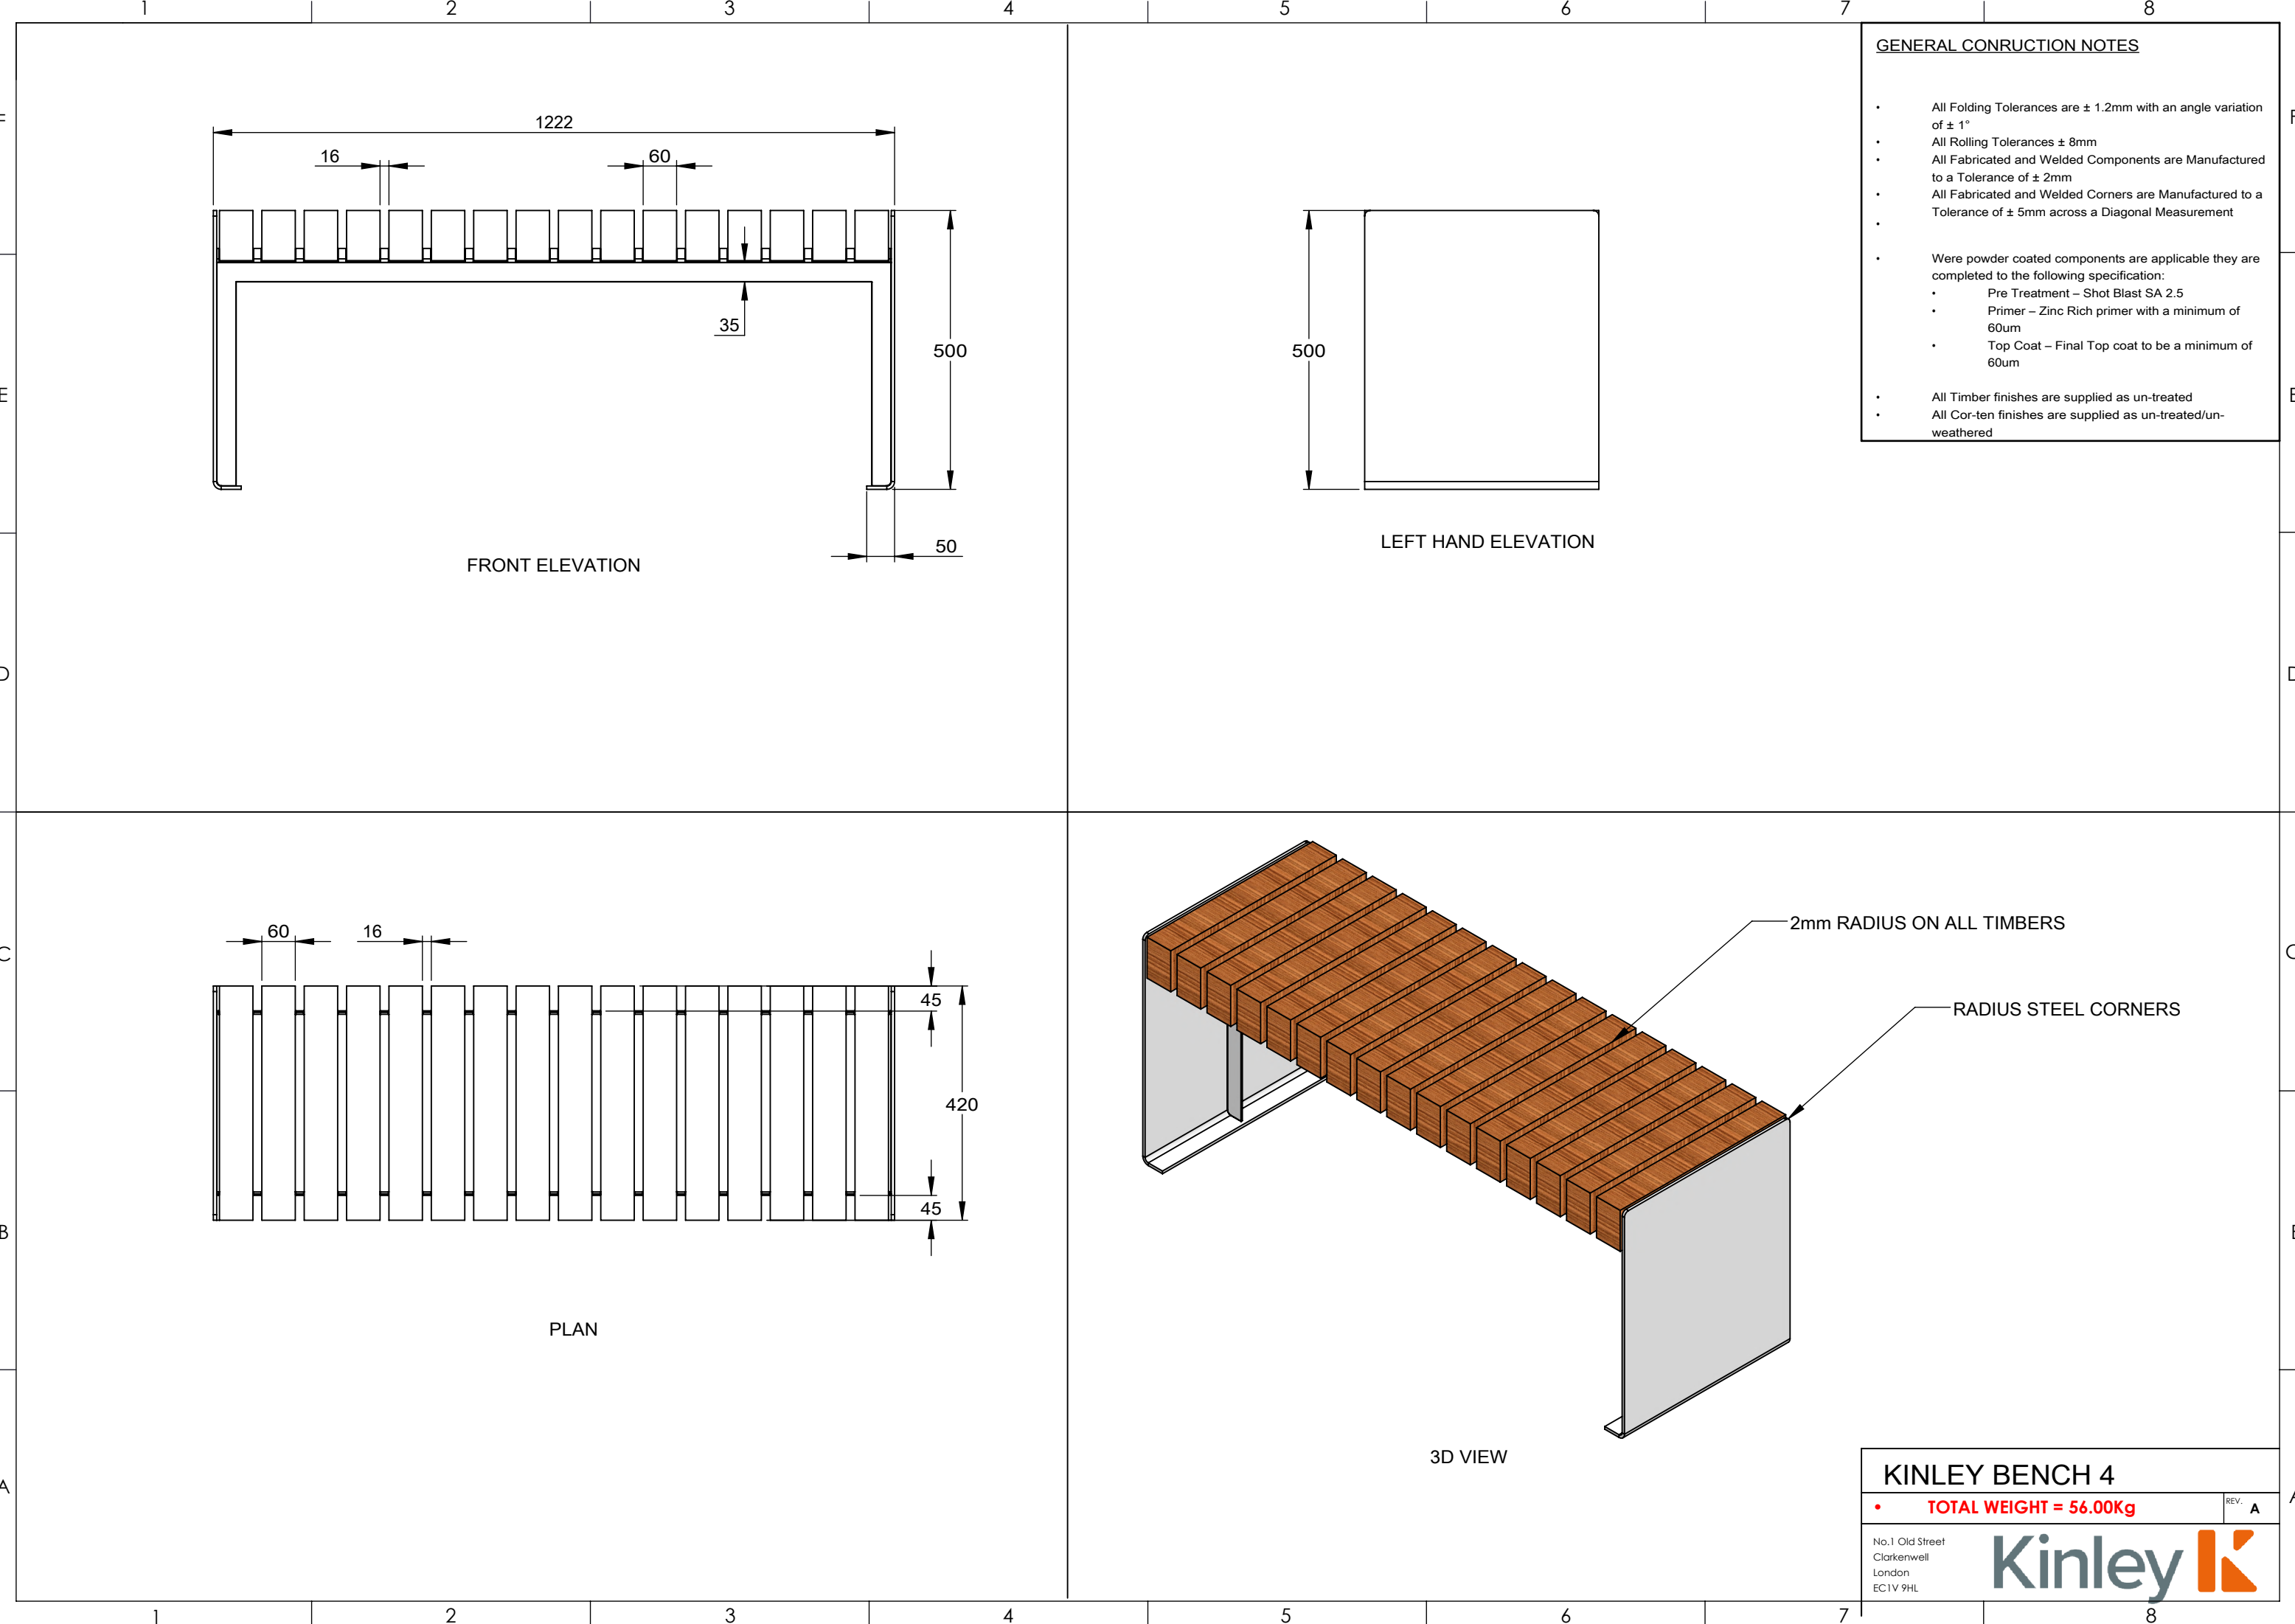 1 2 3 4 5 6 7 8
GENERAL CONRUCTION NOTES
• All Folding Tolerances are ± 1.2mm with an angle variation
of ± 1°
• All Rolling Tolerances ± 8mm
• All Fabricated and Welded Components are Manufactured
to a Tolerance of ± 2mm
• All Fabricated and Welded Corners are Manufactured to a
Tolerance of ± 5mm across a Diagonal Measurement
•
• Were powder coated components are applicable they are
completed to the following specification:
• Pre Treatment – Shot Blast SA 2.5
• Primer – Zinc Rich primer with a minimum of
60um
• Top Coat – Final Top coat to be a minimum of
60um
• All Timber finishes are supplied as un-treated
• All Cor-ten finishes are supplied as un-treated/un-
weathered
F F
E E
D D
C C
B B
A A
1222
16 60
35
500
50
FRONT ELEVATION
500
LEFT HAND ELEVATION
60 16
45
420
45
PLAN
2mm RADIUS ON ALL TIMBERS
RADIUS STEEL CORNERS
3D VIEW
KINLEY BENCH 4
• TOTAL WEIGHT = 56.00Kg
REV. A
No.1 Old Street
Clarkenwell
London
EC1V 9HL
Kinley K
1 2 3 4 5 6 7 8